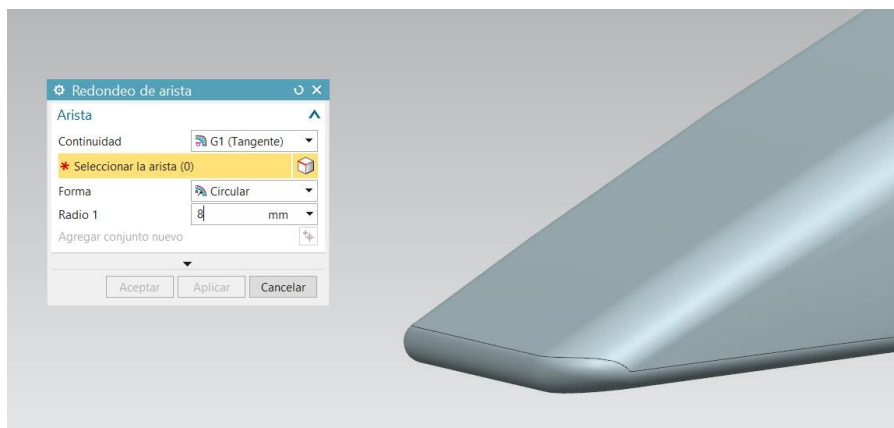 Redondeo de arista
Arista
Continuidad G1 (Tangente)
* Seleccionar la arista (0)
Forma Circular
Radio 1 8 mm
Agregar conjunto nuevo
Aceptar Aplicar Cancelar